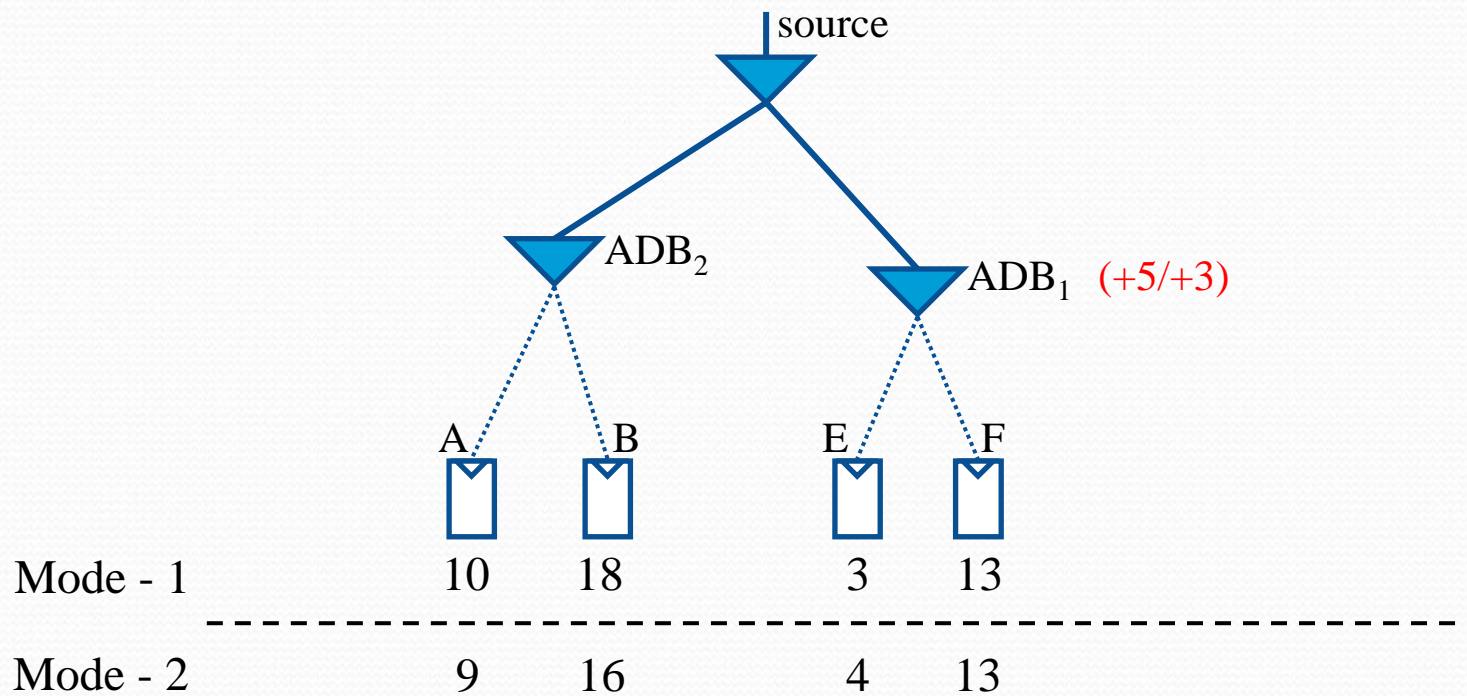 source
ADB₂
ADB₁ (+5/+3)
A B E F
Mode - 1 10 18 3 13
Mode - 2 9 16 4 13